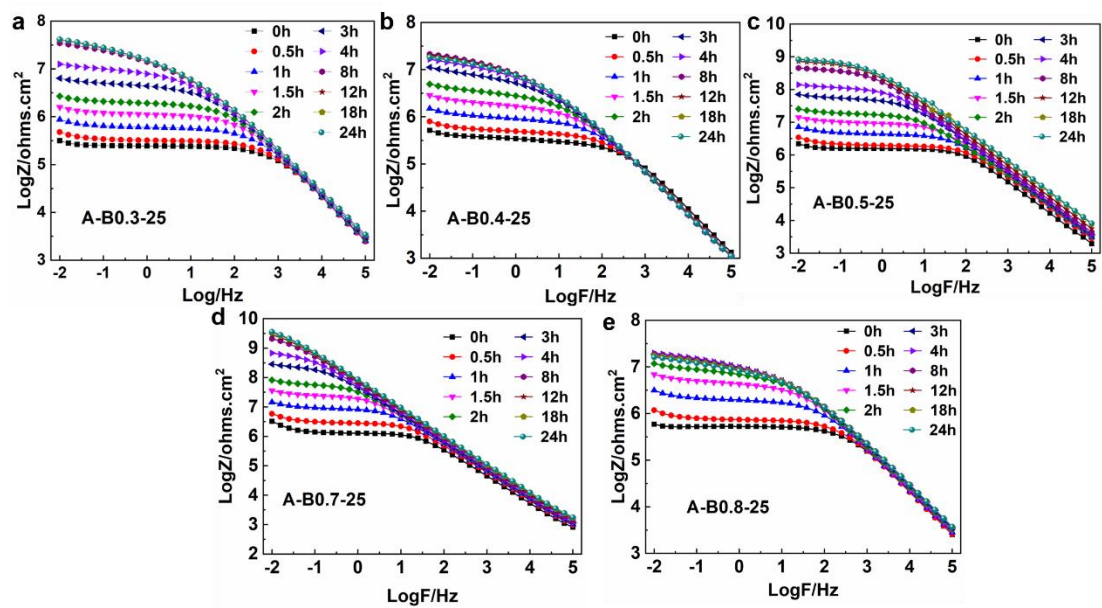 a
8
7
6
5
4
3
LogZ/ohms.cm²
0h 3h
0.5h 4h
1h 8h
1.5h 12h
2h 18h
24h
A-B0.3-25
-2 -1 0 1 2 3 4 5
Log/Hz
b
8
7
6
5
4
3
LogZ/ohms.cm²
0h 3h
0.5h 4h
1h 8h
1.5h 12h
2h 18h
24h
A-B0.4-25
-2 -1 0 1 2 3 4 5
LogF/Hz
c
10
9
8
7
6
5
4
3
LogZ/ohms.cm²
0h 3h
0.5h 4h
1h 8h
1.5h 12h
2h 18h
24h
A-B0.5-25
-2 -1 0 1 2 3 4 5
LogF/Hz
d
10
9
8
7
6
5
4
3
2
LogZ/ohms.cm²
0h 3h
0.5h 4h
1h 8h
1.5h 12h
2h 18h
24h
A-B0.7-25
-2 -1 0 1 2 3 4 5
LogF/Hz
e
8
7
6
5
4
3
LogZ/ohms.cm²
0h 3h
0.5h 4h
1h 8h
1.5h 12h
2h 18h
24h
A-B0.8-25
-2 -1 0 1 2 3 4 5
LogF/Hz